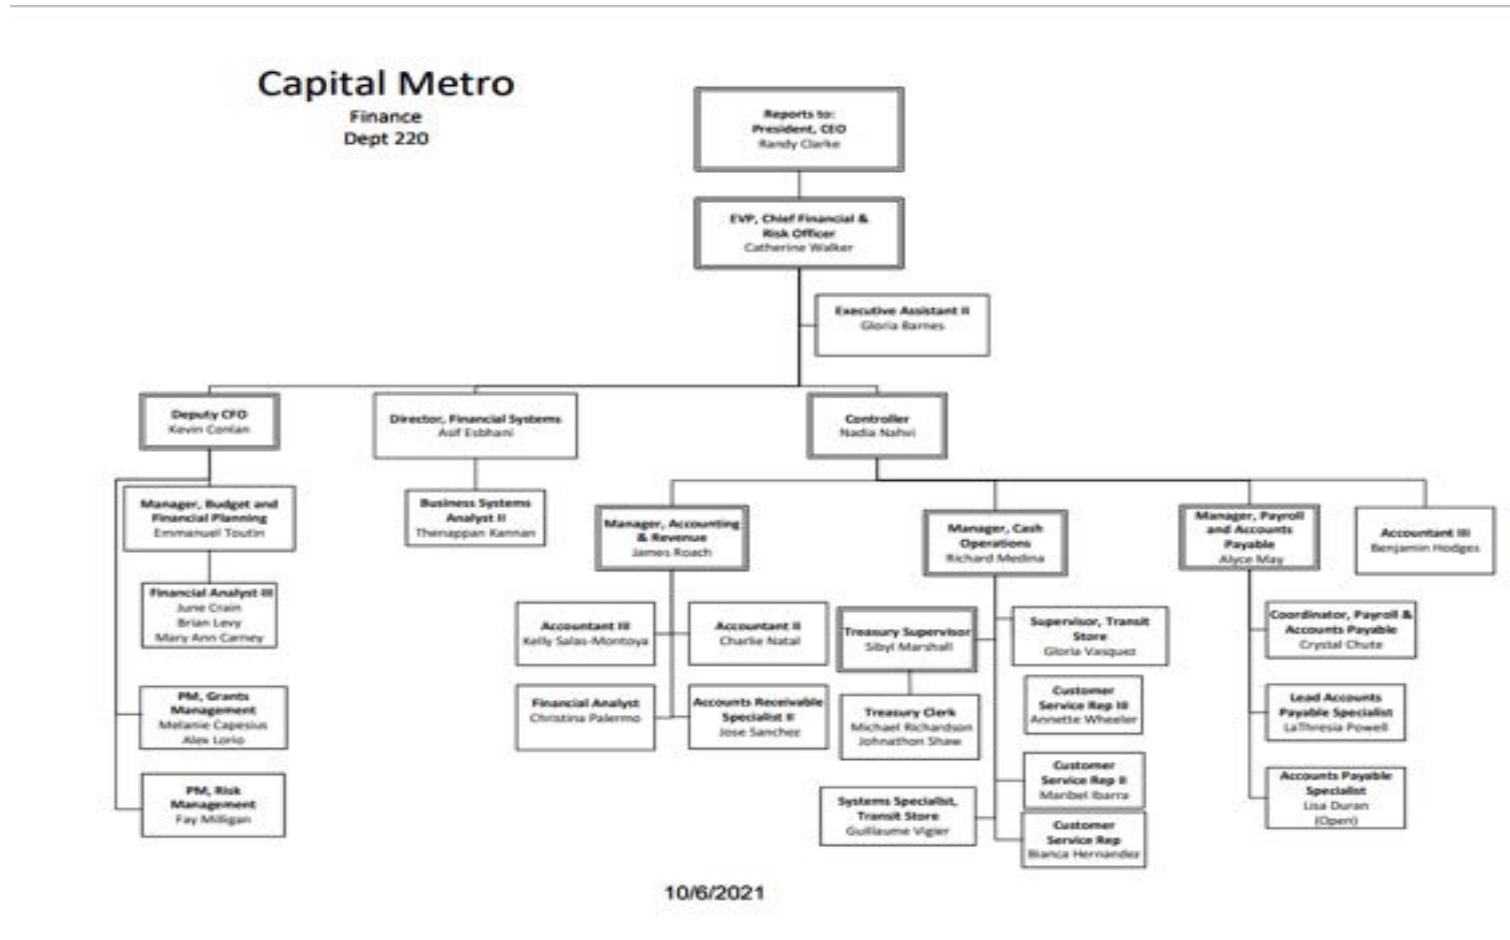 Capital Metro
Finance
Dept 220
Reports to:
President, CEO
Randy Clarke
EVP, Chief Financial &
Risk Officer
Catherine Walker
Executive Assistant II
Gloria Barnes
Deputy CFO
Kevin Conlan
Director, Financial Systems
Asif Esbhani
Controller
Nadia Nahvi
Manager, Budget and
Financial Planning
Emmanuel Toutin
Business Systems
Analyst II
Thenappan Kannan
Manager, Accounting
& Revenue
James Roach
Manager, Cash
Operations
Richard Medina
Manager, Payroll
and Accounts
Payable
Alyce May
Accountant III
Benjamin Hodges
Financial Analyst III
June Crain
Brian Levy
Mary Ann Carney
Accountant III
Kelly Salas-Montoya
Accountant II
Charlie Natal
Treasury Supervisor
Sibyl Marshall
Supervisor, Transit
Store
Gloria Vasquez
Coordinator, Payroll &
Accounts Payable
Crystal Chute
PM, Grants
Management
Melanie Capesius
Alex Lorio
Financial Analyst
Christina Palermo
Accounts Receivable
Specialist II
Jose Sanchez
Treasury Clerk
Michael Richardson
Johnathon Shaw
Customer
Service Rep III
Annette Wheeler
Lead Accounts
Payable Specialist
LaThresia Powell
PM, Risk
Management
Fay Milligan
Systems Specialist,
Transit Store
Guillaume Vigier
Customer
Service Rep II
Maribel Ibarra
Customer
Service Rep
Bianca Hernandez
Accounts Payable
Specialist
Lisa Duran
(Open)
10/6/2021